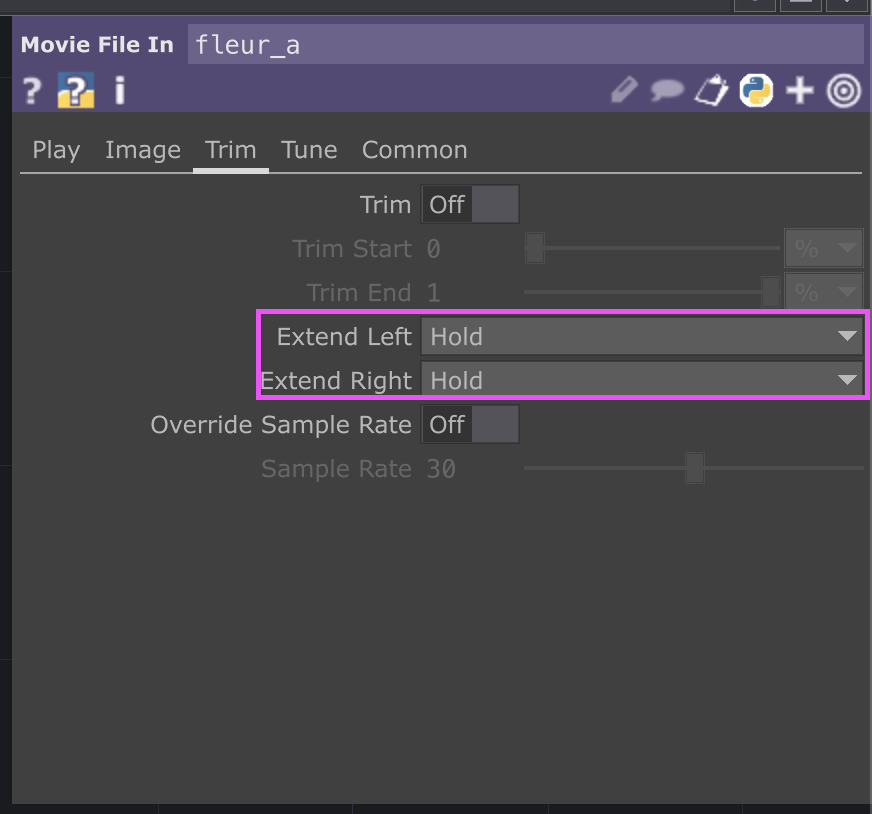 Movie File In fleur_a
? ? i
Play Image Trim Tune Common
Trim Off
Trim Start 0 %
Trim End 1 %
Extend Left Hold
Extend Right Hold
Override Sample Rate Off
Sample Rate 30